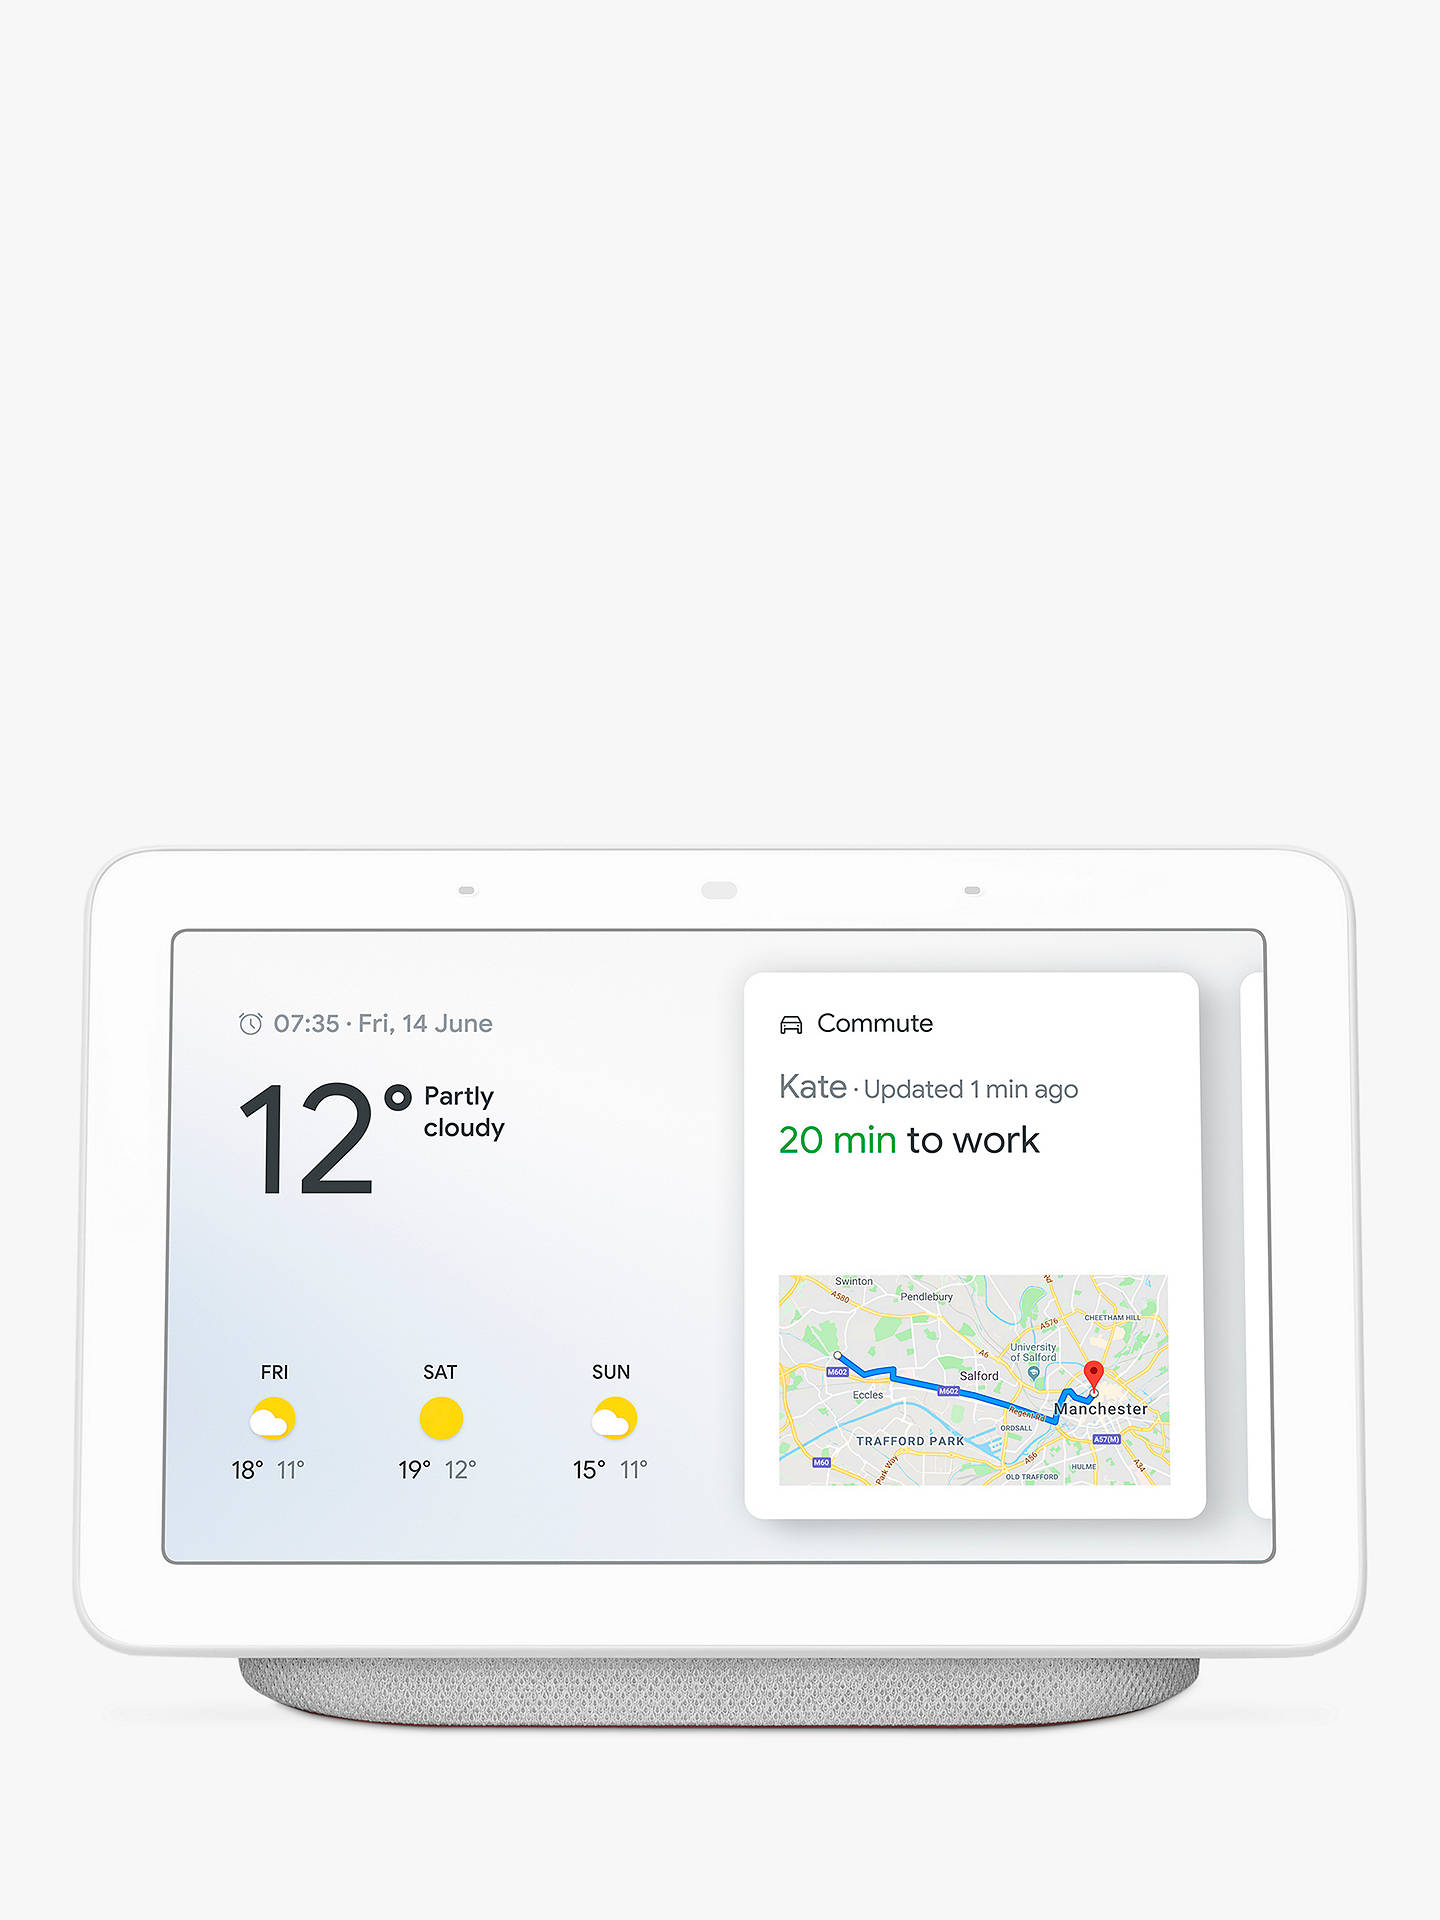 07:35 · Fri, 14 June
12° Partly
cloudy
FRI SAT SUN
18° 11° 19° 12° 15° 11°
Commute
Kate · Updated 1 min ago
20 min to work
Swinton
A580
Pendlebury
Rd
A576
CHEETHAM HILL
University
of Salford
A6
M602
Salford
Eccles
M602
Manchester
Regent Rd
ORDSALL
TRAFFORD PARK
A57(M)
M60
Park Way
A56
HULME
A34
OLD TRAFFORD